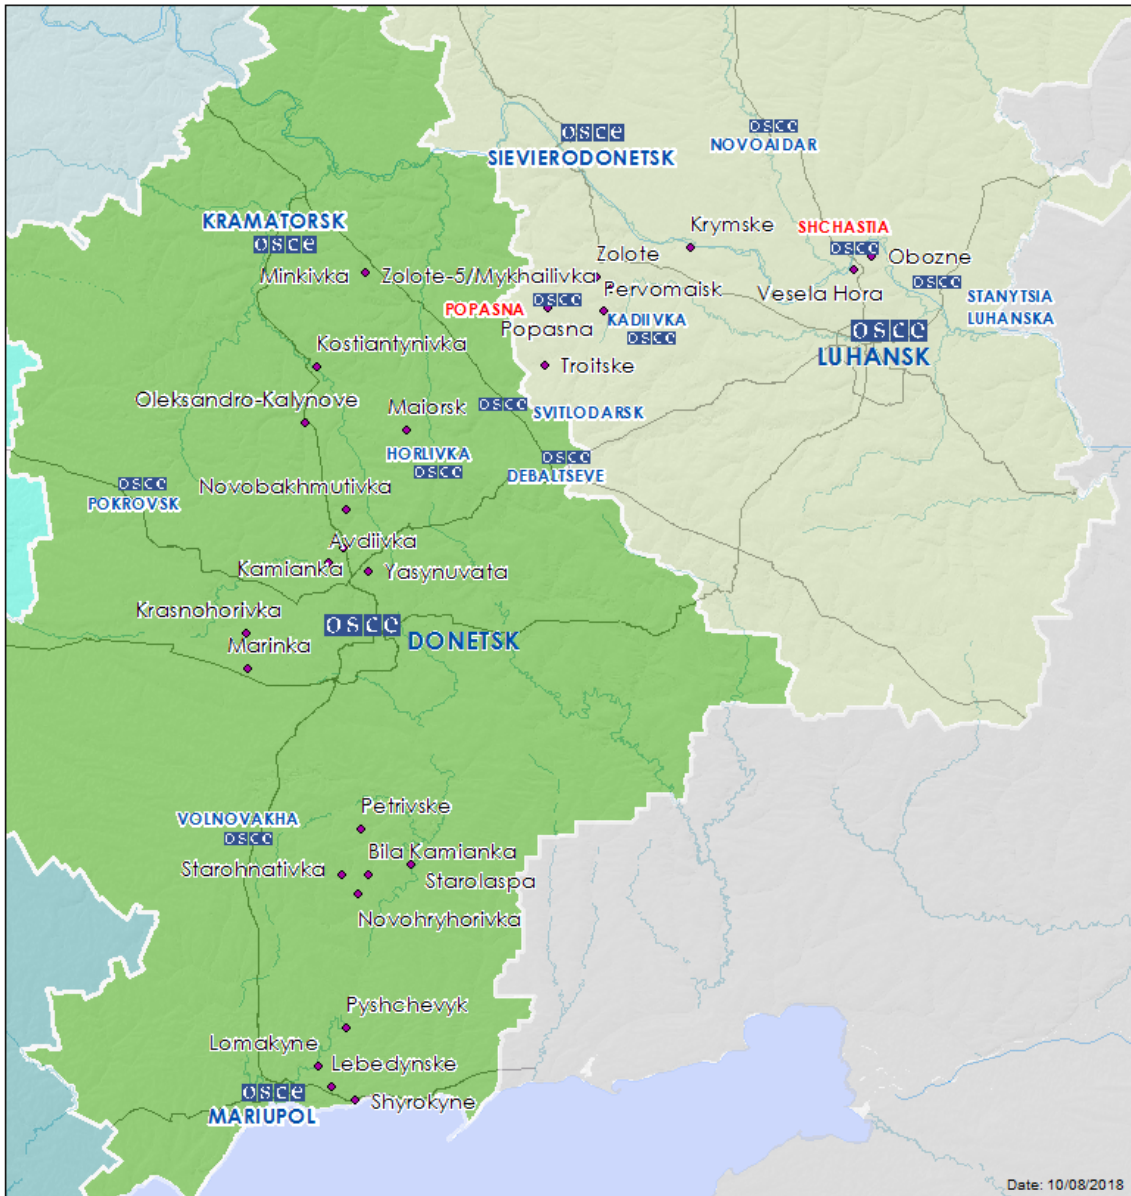 osce
SIEVIERODONETSK
osce
NOVOAIDAR
KRAMATORSK
osce
Krymske
SHCHASTIA
osce
Obozne
Zolote
Minkivka
Zolote-5/Mykhailivka
Vesela Hora
osce
STANYTSIA
LUHANSKA
Pervomaisk
osce
POPASNA
Popasna
KADIIVKA
osce
osce
LUHANSK
Kostiantynivka
Troitske
Oleksandro-Kalynove
Maiorsk
osce
SVITLODARSK
HORLIVKA
osce
osce
DEBALTSEVE
osce
POKROVSK
Novobakhmutivka
Avdiivka
Kamianka
Yasynuvata
Krasnohorivka
Marinka
osce
DONETSK
Petrivske
VOLNOVAKHA
osce
Bila Kamianka
Starohnativka
Starolaspa
Novohryhorivka
Pyshchevyk
Lomakyne
Lebedynske
osce
MARIUPOL
Shyrokyne
Date: 10/08/2018